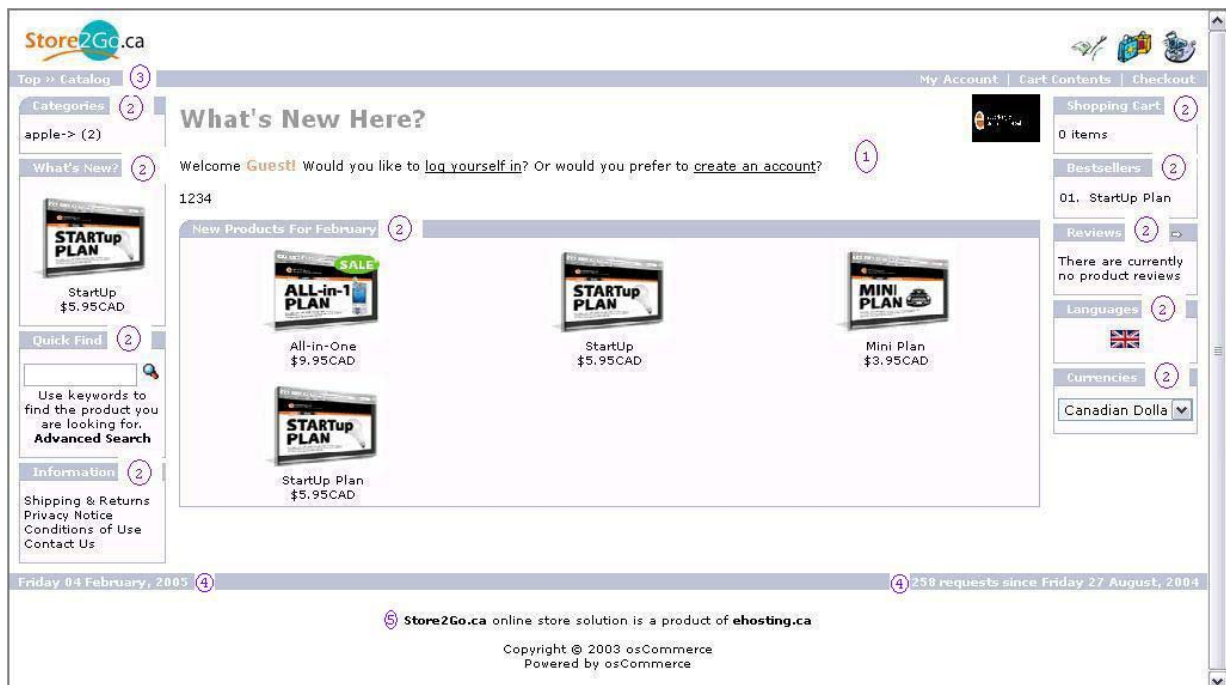 Store2Go.ca
Top » Catalog 3
My Account | Cart Contents | Checkout
Categories 2
apple-> (2)
What's New? 2
STARTup
PLAN
StartUp
$5.95CAD
Quick Find 2
Use keywords to
find the product you
are looking for.
Advanced Search
Information 2
Shipping & Returns
Privacy Notice
Conditions of Use
Contact Us
What's New Here?
1
Welcome Guest! Would you like to log yourself in? Or would you prefer to create an account?
1234
New Products For February 2
SALE
ALL-in-1
PLAN
All-in-One
$9.95CAD
STARTup
PLAN
StartUp
$5.95CAD
MINI
PLAN
Mini Plan
$3.95CAD
STARTup
PLAN
StartUp Plan
$5.95CAD
Shopping Cart 2
0 items
Bestsellers 2
01. StartUp Plan
Reviews 2
There are currently
no product reviews
Languages 2
Currencies 2
Canadian Dolla
Friday 04 February, 2005 4
4 258 requests since Friday 27 August, 2004
5 Store2Go.ca online store solution is a product of ehosting.ca
Copyright © 2003 osCommerce
Powered by osCommerce